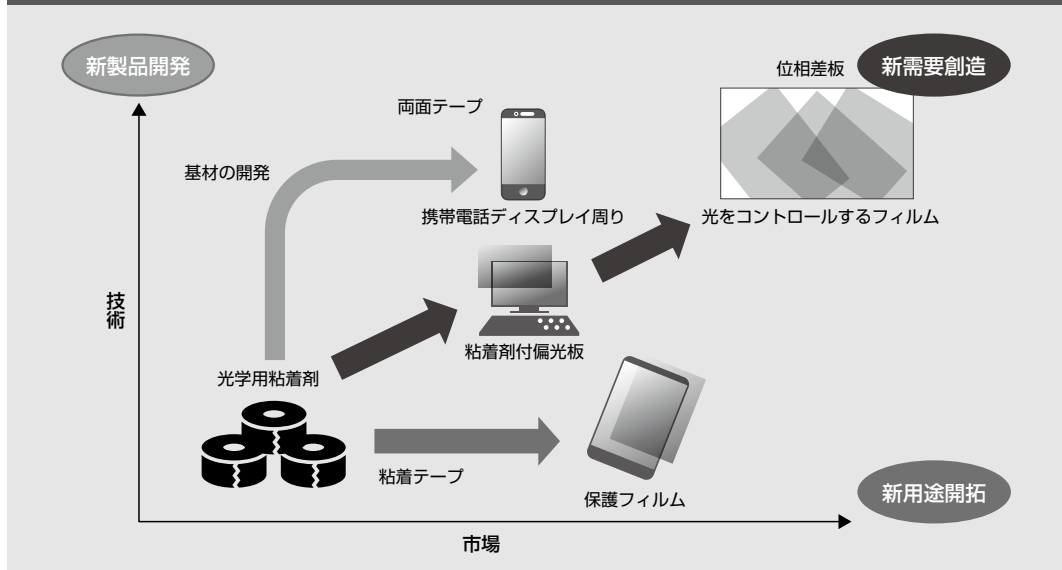 新製品開発
位相差板
新需要創造
両面テープ
基材の開発
携帯電話ディスプレイ周り
光をコントロールするフィルム
技術
粘着剤付偏光板
光学用粘着剤
粘着テープ
保護フィルム
新用途開拓
市場